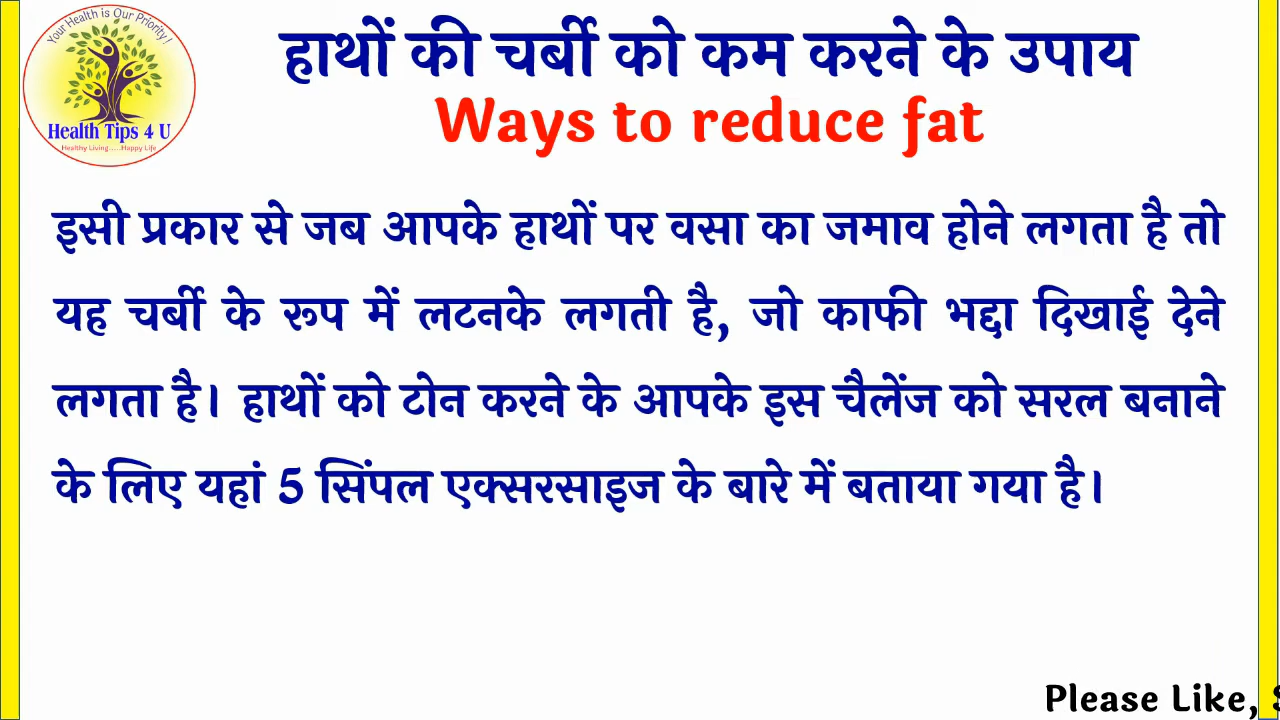 Your Health is Our Priority!
Health Tips 4 U
Healthy Living.....Happy Life
हाथों की चर्बी को कम करने के उपाय
Ways to reduce fat
इसी प्रकार से जब आपके हाथों पर वसा का जमाव होने लगता है तो
यह चर्बी के रूप में लटनके लगती है, जो काफी भद्दा दिखाई देने
लगता है। हाथों को टोन करने के आपके इस चैलेंज को सरल बनाने
के लिए यहां 5 सिंपल एक्सरसाइज के बारे में बताया गया है।
Please Like,